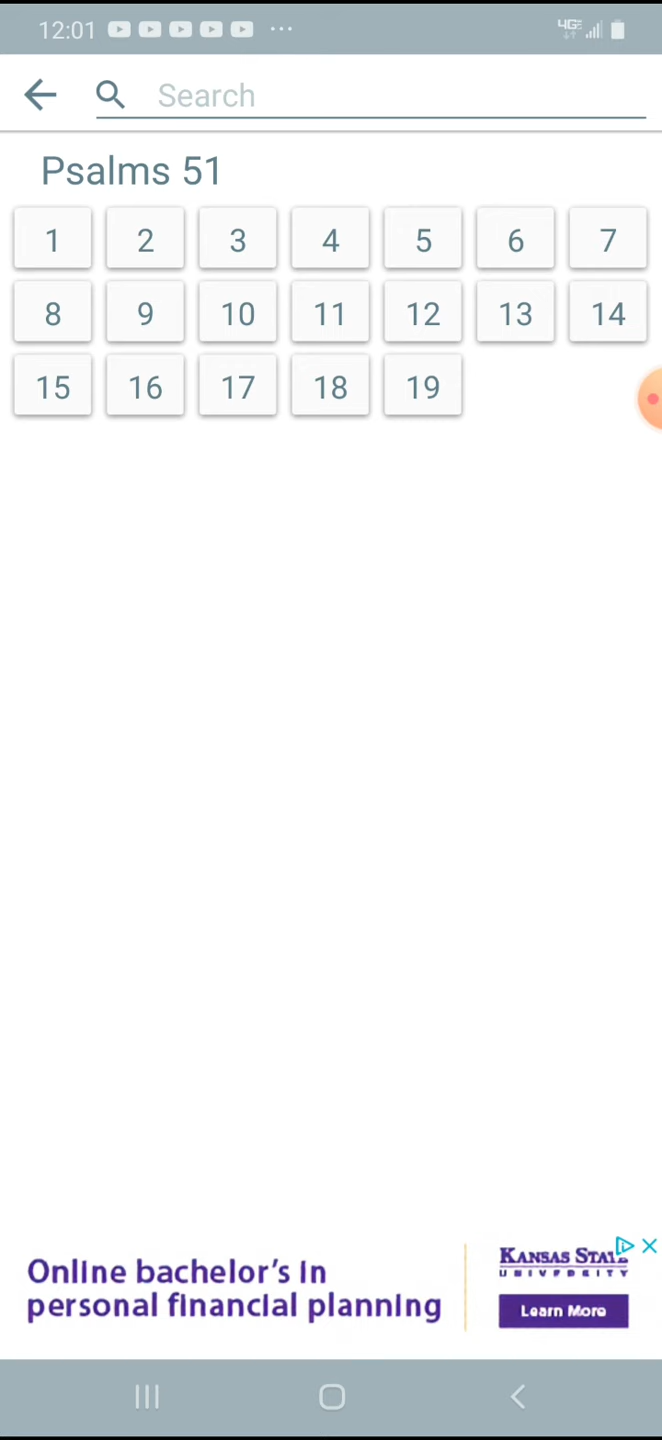 12:01 ... 4GE
Search
Psalms 51
1 2 3 4 5 6 7
8 9 10 11 12 13 14
15 16 17 18 19
Online bachelor's in
personal financial planning
KANSAS STATE
UNIVERSITY
Learn More